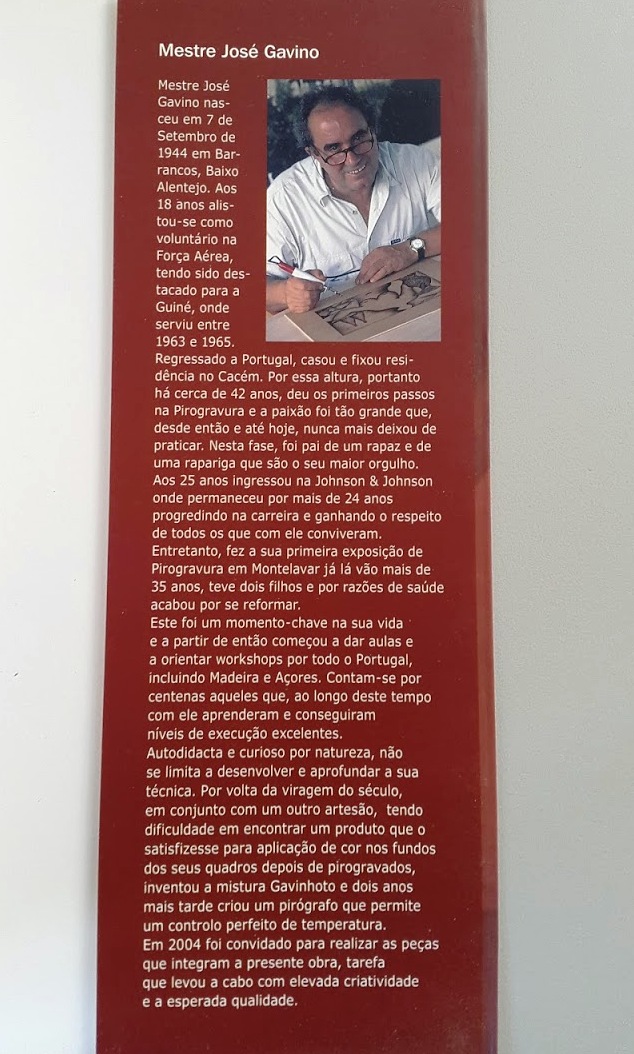 Mestre José Gavino
Mestre José
Gavino nas-
ceu em 7 de
Setembro de
1944 em Bar-
rancos, Baixo
Alentejo. Aos
18 anos alis-
tou-se como
voluntário na
Força Aérea,
tendo sido des-
tacado para a
Guiné, onde
serviu entre
1963 e 1965.
Regressado a Portugal, casou e fixou resi-
dência no Cacém. Por essa altura, portanto
há cerca de 42 anos, deu os primeiros passos
na Pirogravura e a paixão foi tão grande que,
desde então e até hoje, nunca mais deixou de
praticar. Nesta fase, foi pai de um rapaz e de
uma rapariga que são o seu maior orgulho.
Aos 25 anos ingressou na Johnson & Johnson
onde permaneceu por mais de 24 anos
progredindo na carreira e ganhando o respeito
de todos os que com ele conviveram.
Entretanto, fez a sua primeira exposição de
Pirogravura em Montelavar já lá vão mais de
35 anos, teve dois filhos e por razões de saúde
acabou por se reformar.
Este foi um momento-chave na sua vida
e a partir de então começou a dar aulas e
a orientar workshops por todo o Portugal,
incluindo Madeira e Açores. Contam-se por
centenas aqueles que, ao longo deste tempo
com ele aprenderam e conseguiram
níveis de execução excelentes.
Autodidacta e curioso por natureza, não
se limita a desenvolver e aprofundar a sua
técnica. Por volta da viragem do século,
em conjunto com um outro artesão, tendo
dificuldade em encontrar um produto que o
satisfizesse para aplicação de cor nos fundos
dos seus quadros depois de pirogravados,
inventou a mistura Gavinhoto e dois anos
mais tarde criou um pirógrafo que permite
um controlo perfeito de temperatura.
Em 2004 foi convidado para realizar as peças
que integram a presente obra, tarefa
que levou a cabo com elevada criatividade
e a esperada qualidade.